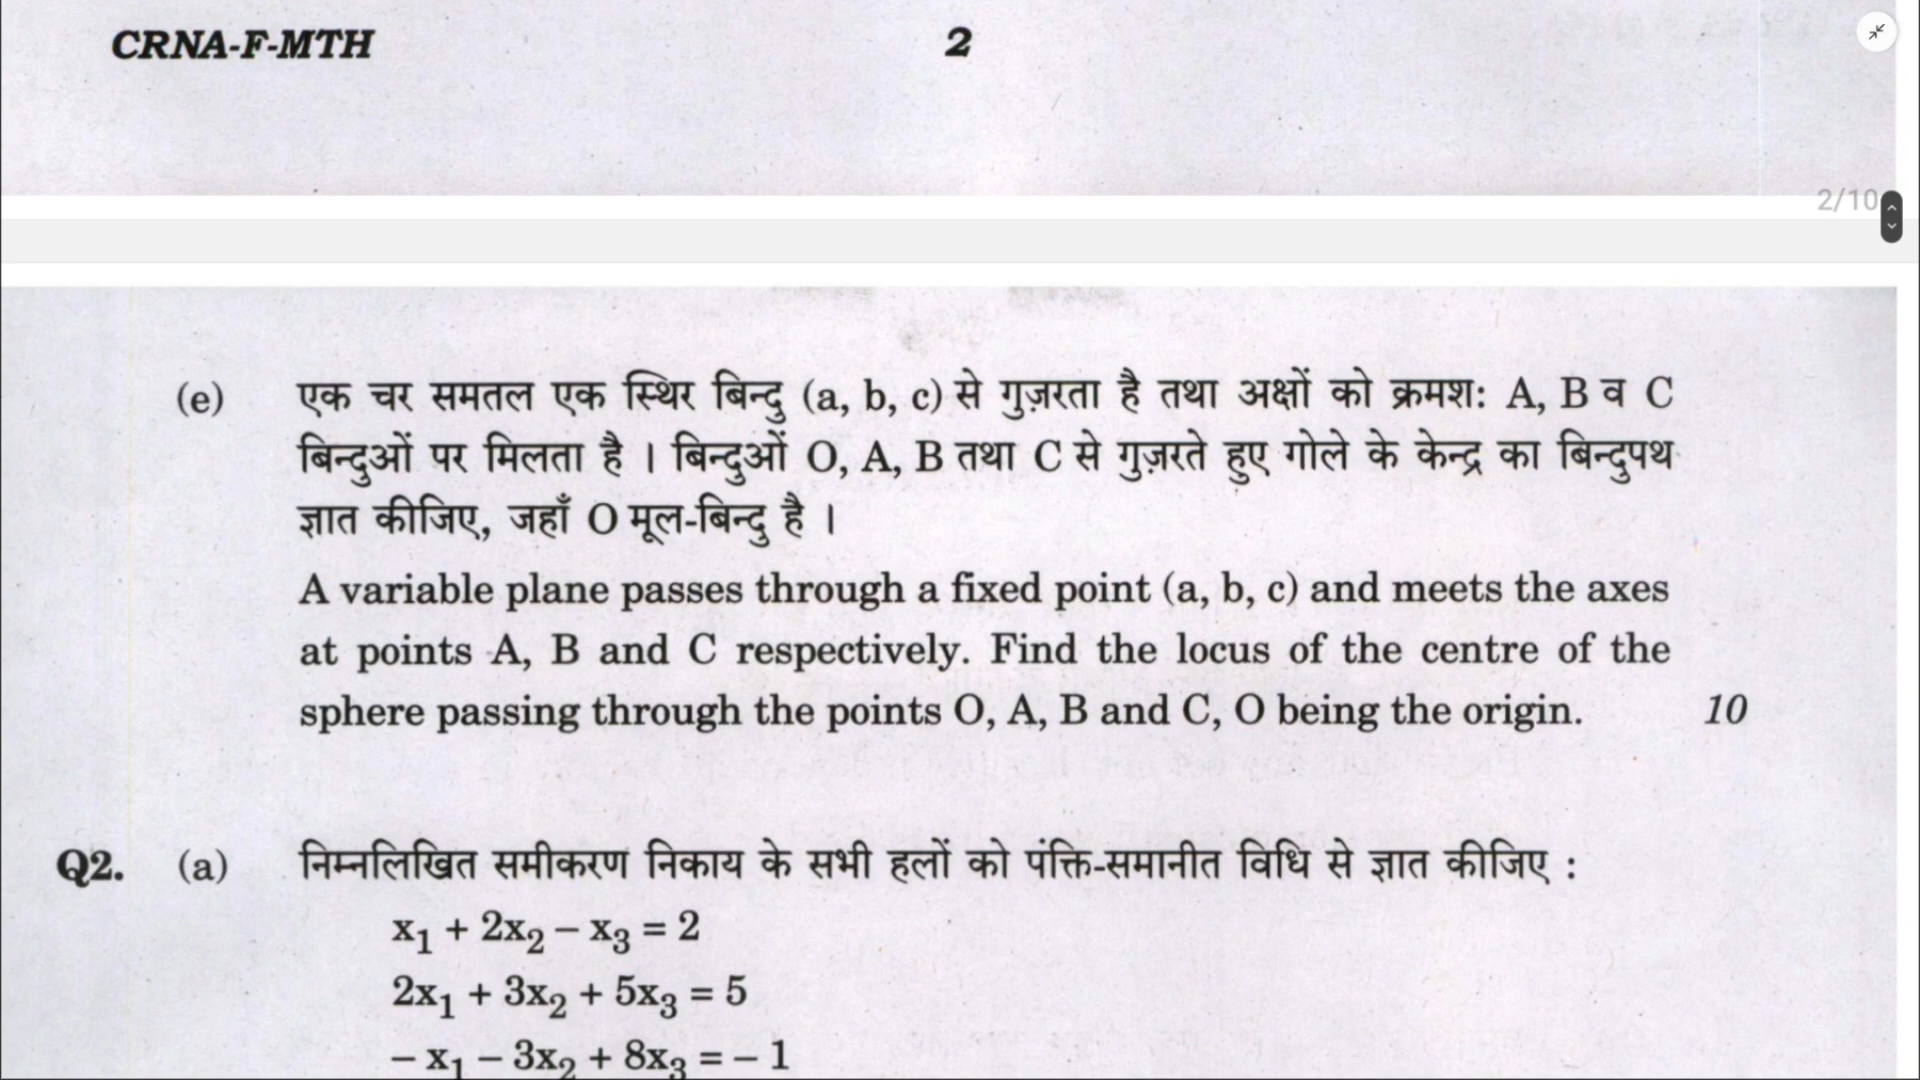 CRNA-F-MTH 2
2/10
(e) एक चर समतल एक स्थिर बिन्दु (a, b, c) से गुज़रता है तथा अक्षों को क्रमश: A, B व C
बिन्दुओं पर मिलता है । बिन्दुओं O, A, B तथा C से गुज़रते हुए गोले के केन्द्र का बिन्दुपथ
ज्ञात कीजिए, जहाँ O मूल-बिन्दु है ।
A variable plane passes through a fixed point (a, b, c) and meets the axes
at points A, B and C respectively. Find the locus of the centre of the
sphere passing through the points O, A, B and C, O being the origin. 10
Q2. (a) निम्नलिखित समीकरण निकाय के सभी हलों को पंक्ति-समानीत विधि से ज्ञात कीजिए :
x₁ + 2x₂ – x₃ = 2
2x₁ + 3x₂ + 5x₃ = 5
– x₁ – 3x₂ + 8x₃ = – 1